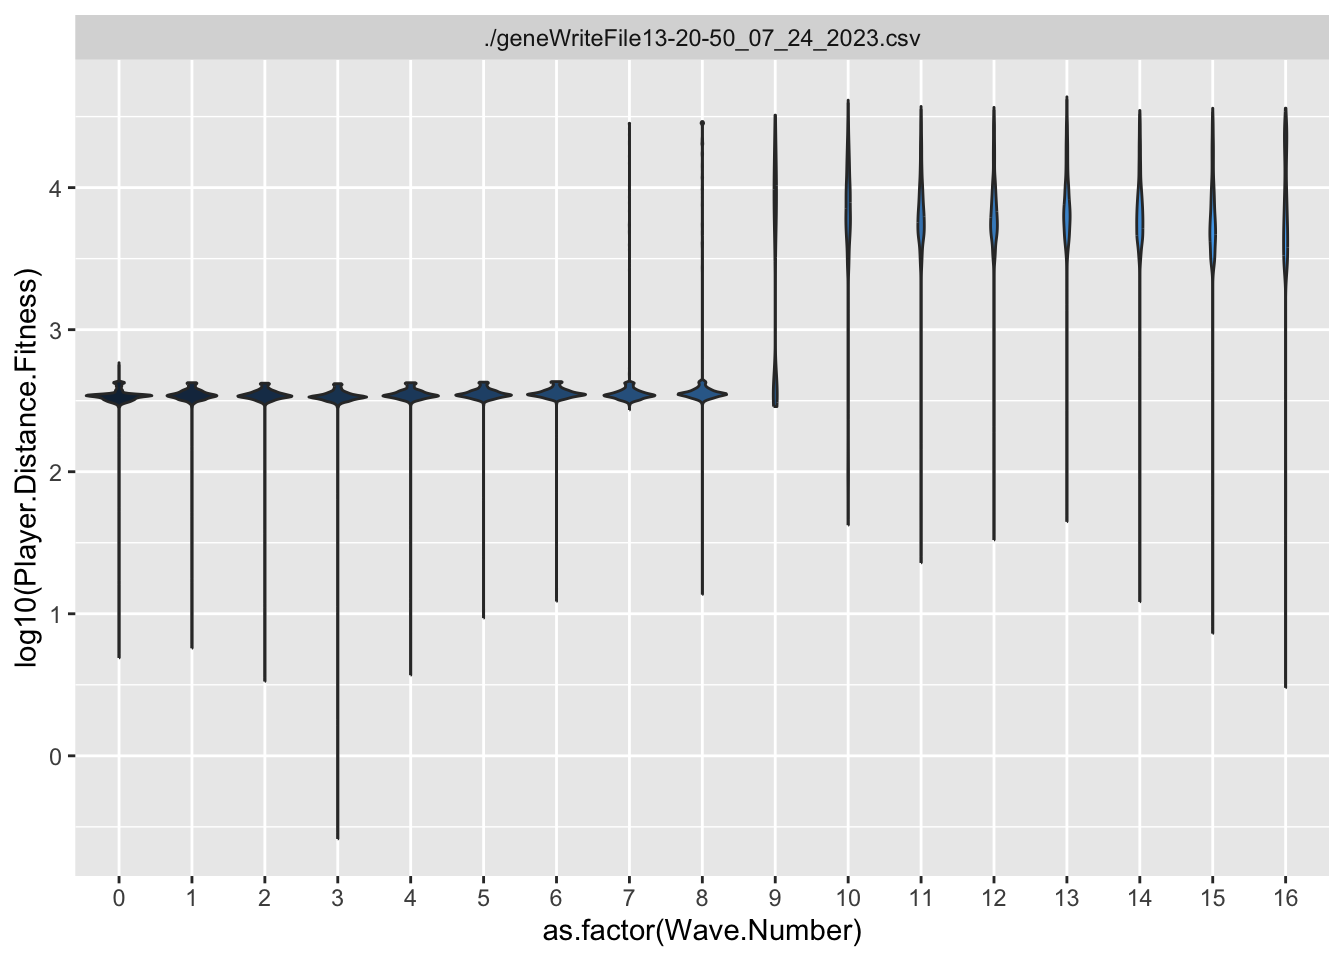 ./geneWriteFile13-20-50_07_24_2023.csv
log10(Player.Distance.Fitness)
4
3
2
1
0
0 1 2 3 4 5 6 7 8 9 10 11 12 13 14 15 16
as.factor(Wave.Number)